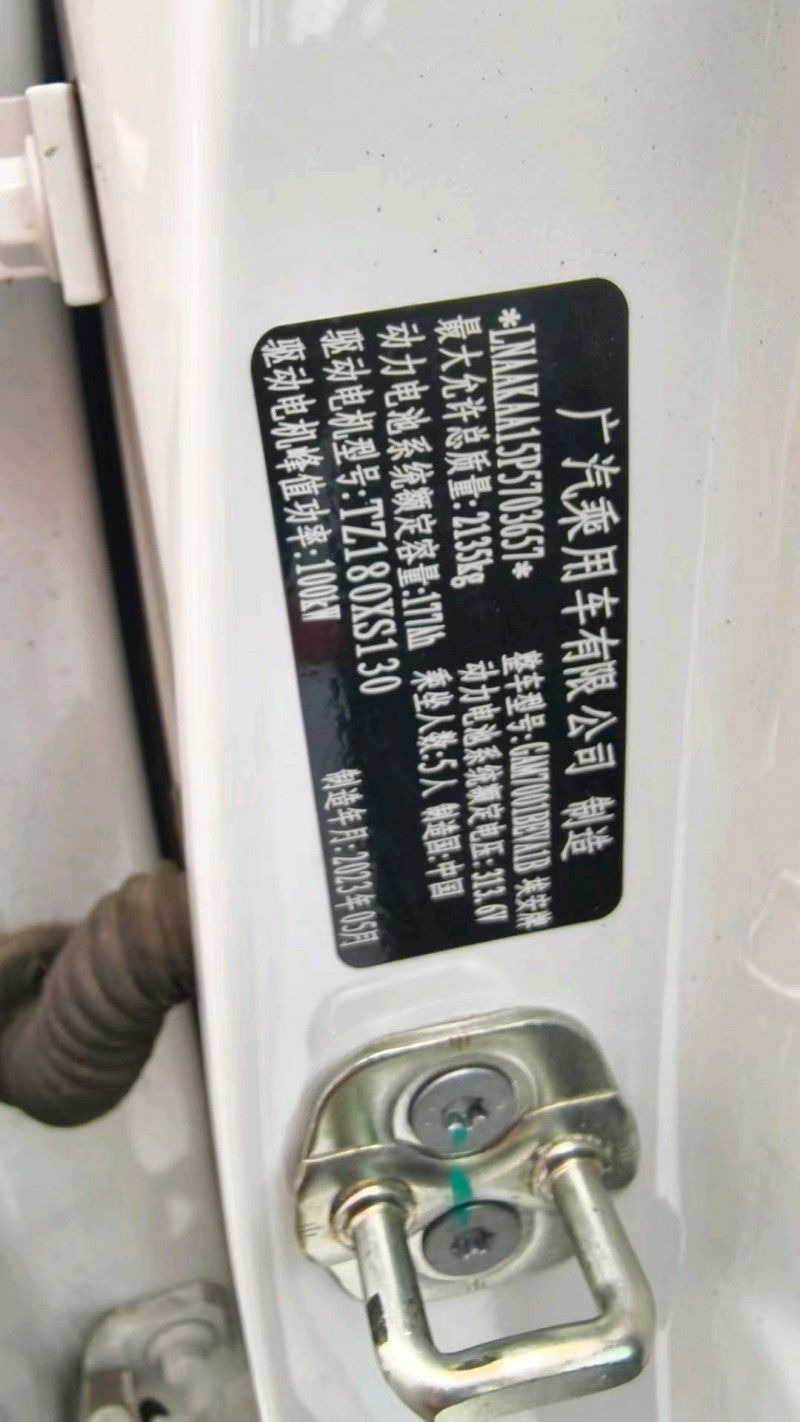 广汽乘用车有限公司 制造
*LNAAKAA15P5703657* 整车型号:GAM7001BEVA1B 埃安牌
最大允许总质量:2135kg 动力电池系统额定电压:313.6V
动力电池系统额定容量:177Ah 乘坐人数:5人 制造国:中国
驱动电机型号:TZ180XS130
驱动电机峰值功率:100kW 制造年月:2023年05月